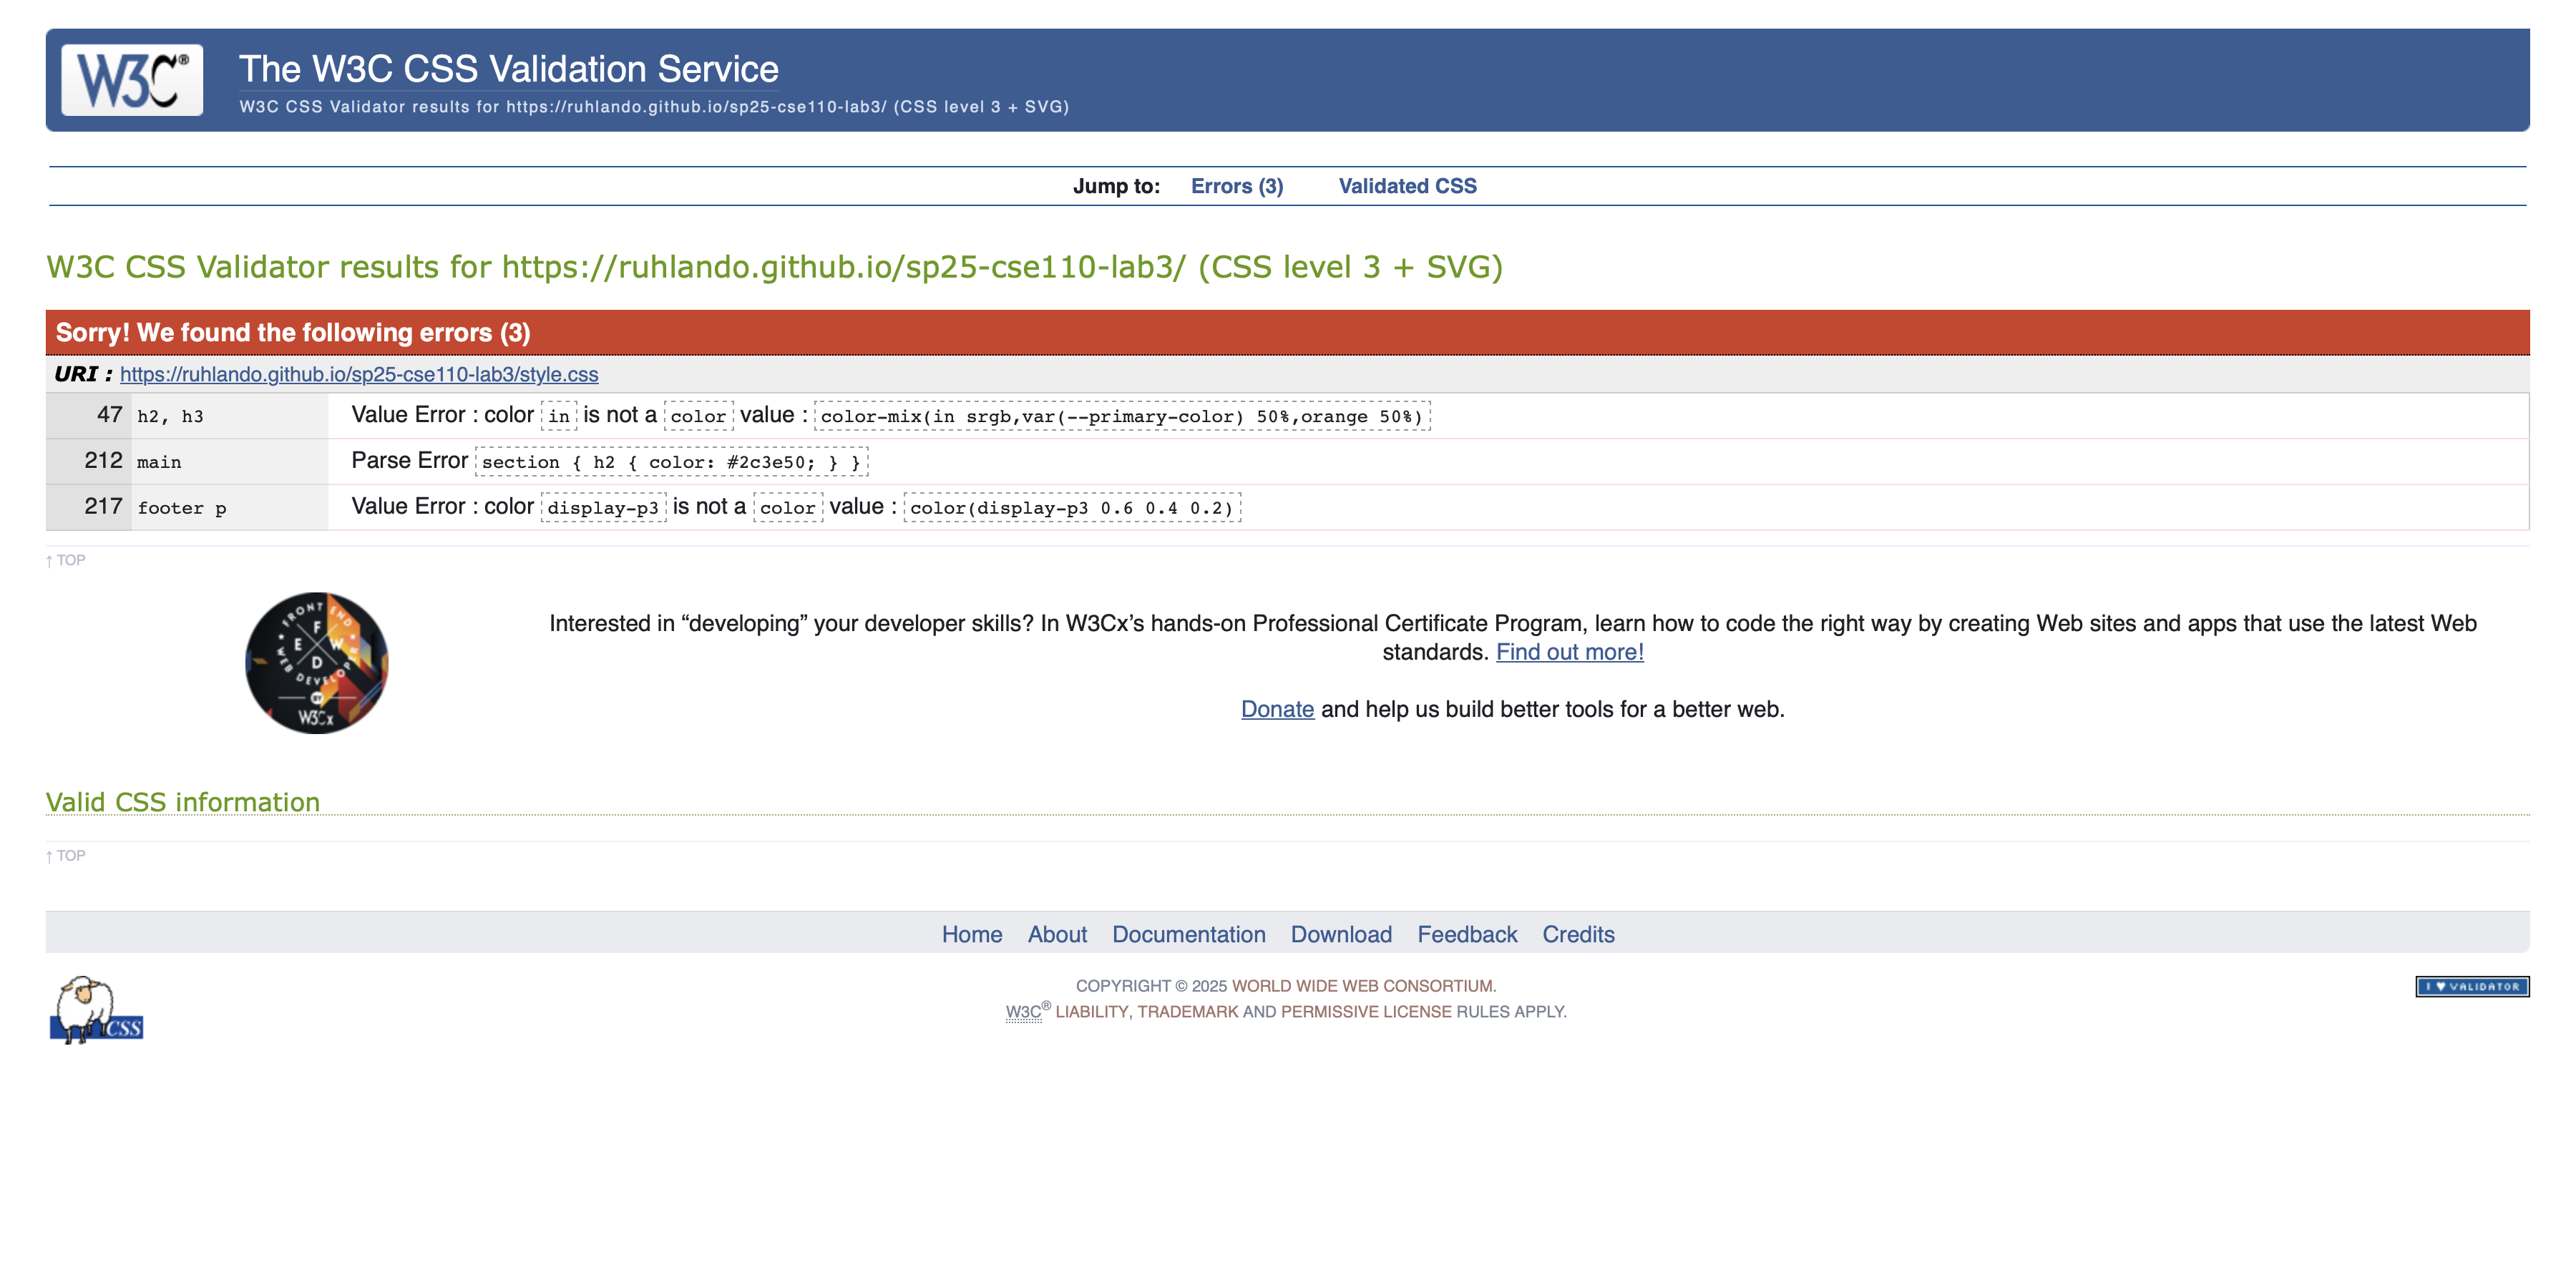 W3C®
The W3C CSS Validation Service
W3C CSS Validator results for https://ruhlando.github.io/sp25-cse110-lab3/ (CSS level 3 + SVG)
Jump to: Errors (3) Validated CSS
W3C CSS Validator results for https://ruhlando.github.io/sp25-cse110-lab3/ (CSS level 3 + SVG)
Sorry! We found the following errors (3)
URI : https://ruhlando.github.io/sp25-cse110-lab3/style.css
47 h2, h3 Value Error : color in is not a color value : color-mix(in srgb,var(--primary-color) 50%,orange 50%)
212 main Parse Error section { h2 { color: #2c3e50; } }
217 footer p Value Error : color display-p3 is not a color value : color(display-p3 0.6 0.4 0.2)
↑ TOP
FRONT END
WEB DEVELOPER
F
E W
D
BY
W3Cx
Interested in “developing” your developer skills? In W3Cx’s hands-on Professional Certificate Program, learn how to code the right way by creating Web sites and apps that use the latest Web
standards. Find out more!
Donate and help us build better tools for a better web.
Valid CSS information
↑ TOP
Home About Documentation Download Feedback Credits
CSS
COPYRIGHT © 2025 WORLD WIDE WEB CONSORTIUM.
W3C® LIABILITY, TRADEMARK AND PERMISSIVE LICENSE RULES APPLY.
I ♥ VALIDATOR